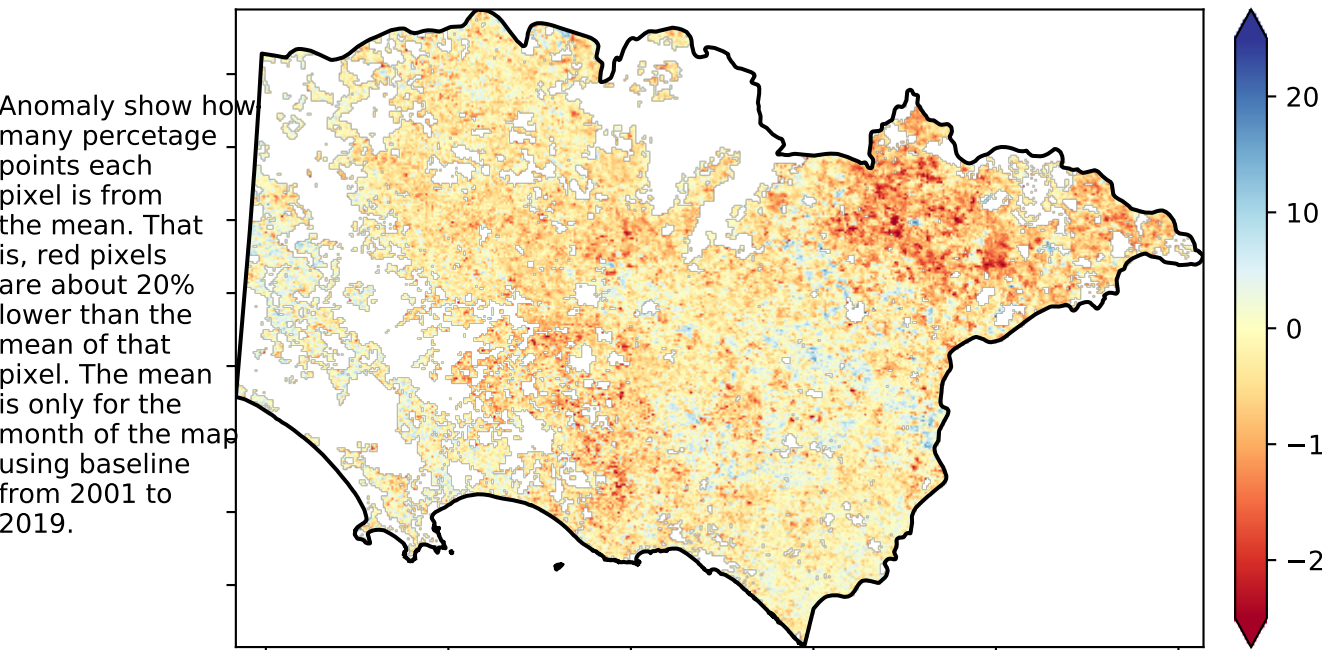 Anomaly show how
many percetage
points each
pixel is from
the mean. That
is, red pixels
are about 20%
lower than the
mean of that
pixel. The mean
is only for the
month of the map
using baseline
from 2001 to
2019.
20
10
0
−1
−2